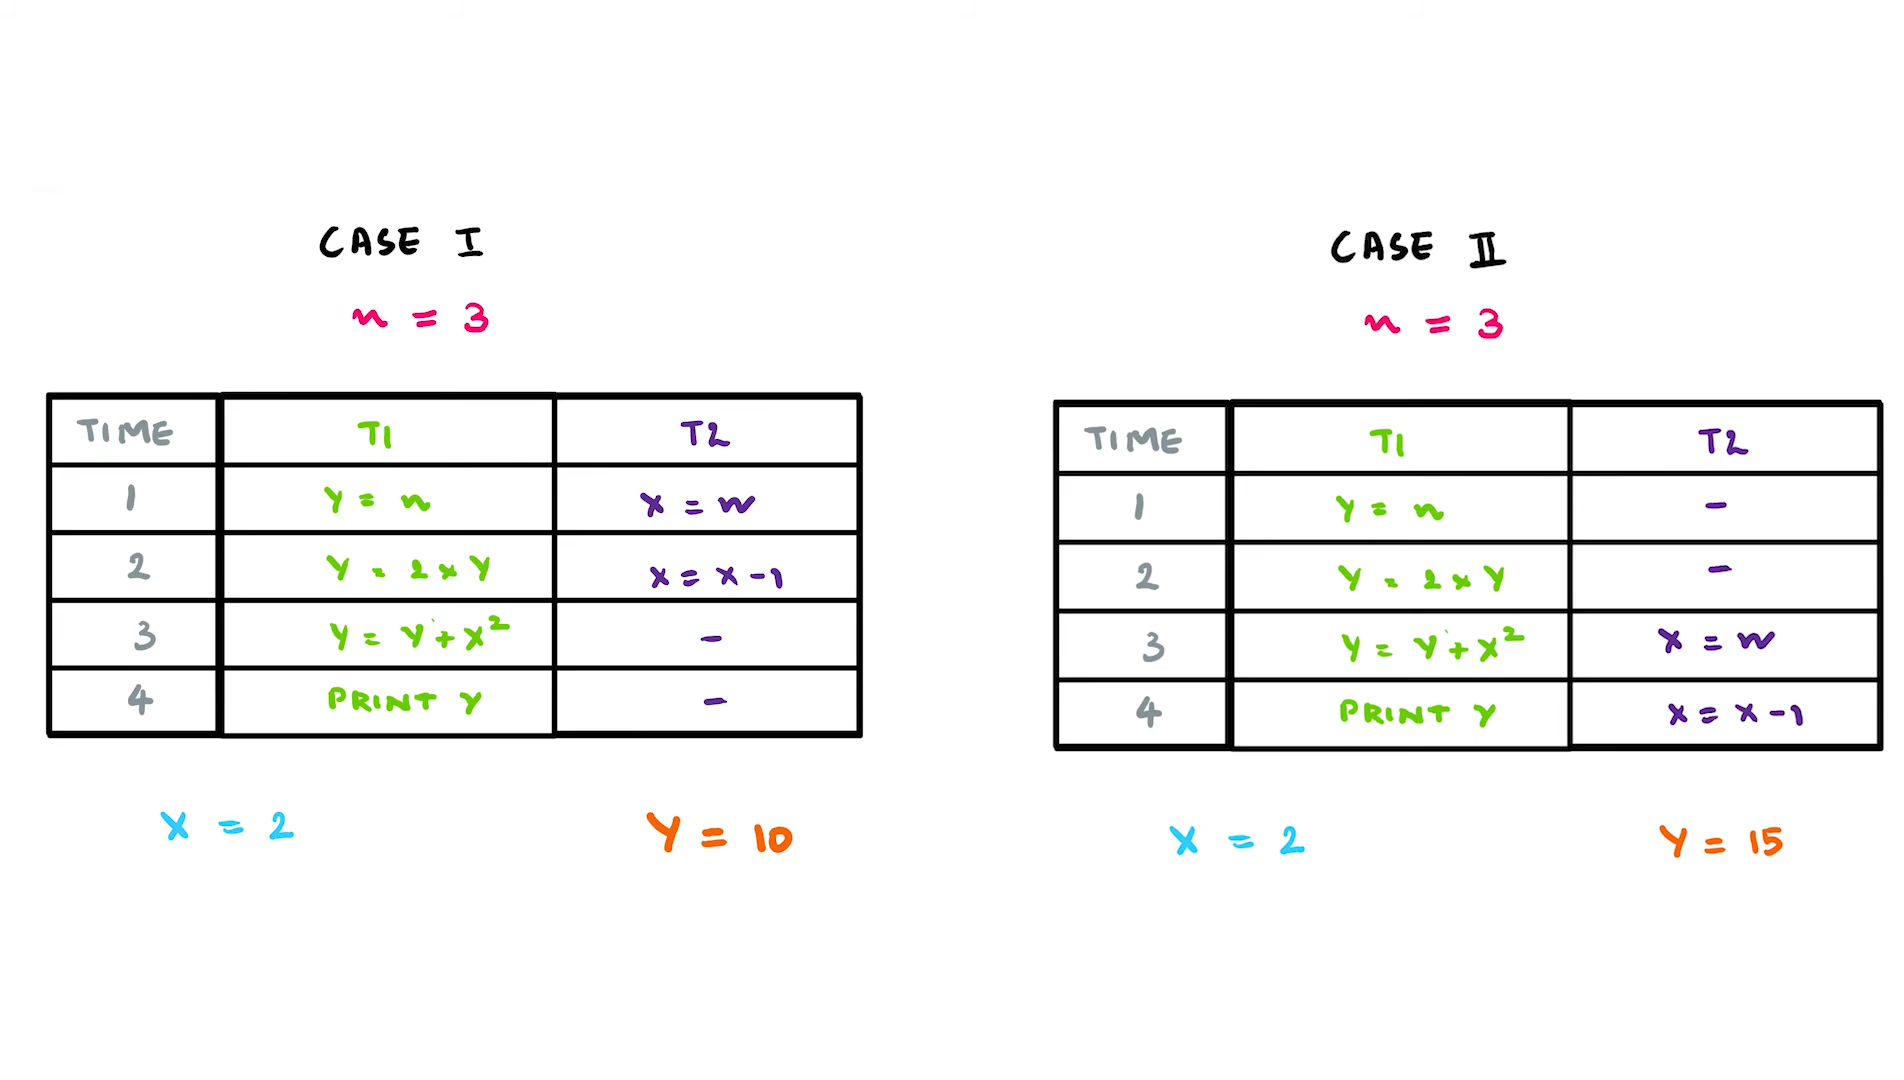 CASE I
n = 3
TIME T1 T2
1 Y = n X = n
2 Y = 2 x Y X = X - 1
3 Y = Y + X² -
4 PRINT Y -
X = 2 Y = 10
CASE II
n = 3
TIME T1 T2
1 Y = n -
2 Y = 2 x Y -
3 Y = Y + X² X = n
4 PRINT Y X = X - 1
X = 2 Y = 15